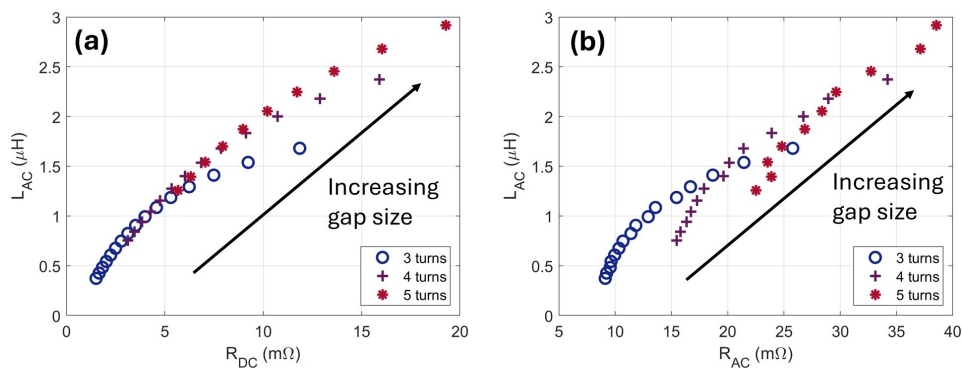 (a)
3
2.5
2
1.5
1
0.5
0
L_AC (μH)
0 5 10 15 20
R_DC (mΩ)
Increasing
gap size
3 turns
4 turns
5 turns
(b)
3
2.5
2
1.5
1
0.5
0
L_AC (μH)
5 10 15 20 25 30 35 40
R_AC (mΩ)
Increasing
gap size
3 turns
4 turns
5 turns